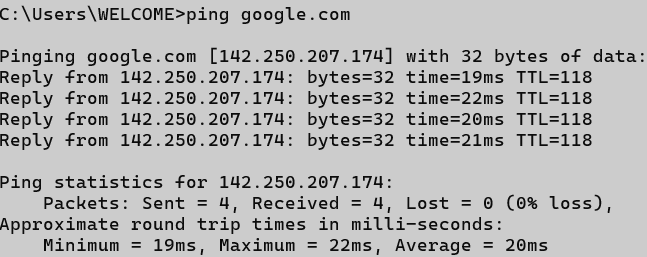 C:\Users\WELCOME>ping google.com
Pinging google.com [142.250.207.174] with 32 bytes of data:
Reply from 142.250.207.174: bytes=32 time=19ms TTL=118
Reply from 142.250.207.174: bytes=32 time=22ms TTL=118
Reply from 142.250.207.174: bytes=32 time=20ms TTL=118
Reply from 142.250.207.174: bytes=32 time=21ms TTL=118
Ping statistics for 142.250.207.174:
    Packets: Sent = 4, Received = 4, Lost = 0 (0% loss),
Approximate round trip times in milli-seconds:
    Minimum = 19ms, Maximum = 22ms, Average = 20ms